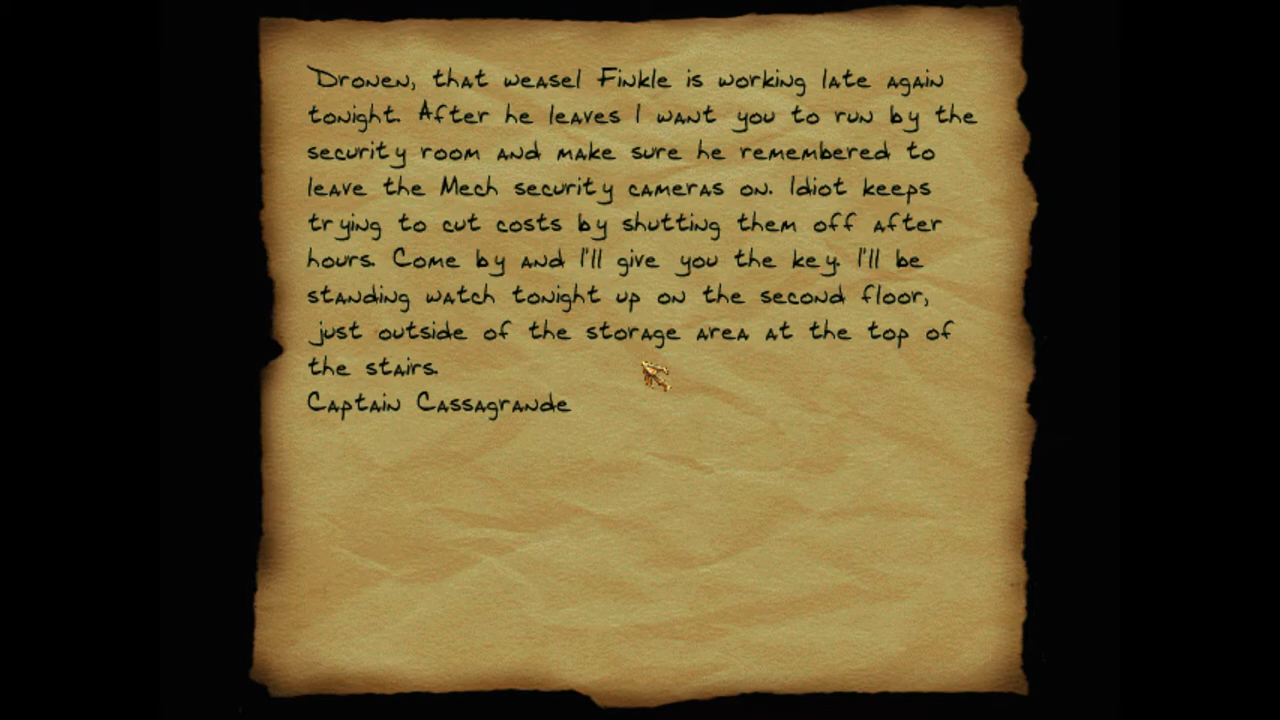 Dronen, that weasel Finkle is working late again
tonight. After he leaves I want you to run by the
security room and make sure he remembered to
leave the Mech security cameras on. Idiot keeps
trying to cut costs by shutting them off after
hours. Come by and I'll give you the key. I'll be
standing watch tonight up on the second floor,
just outside of the storage area at the top of
the stairs.
Captain Cassagrande